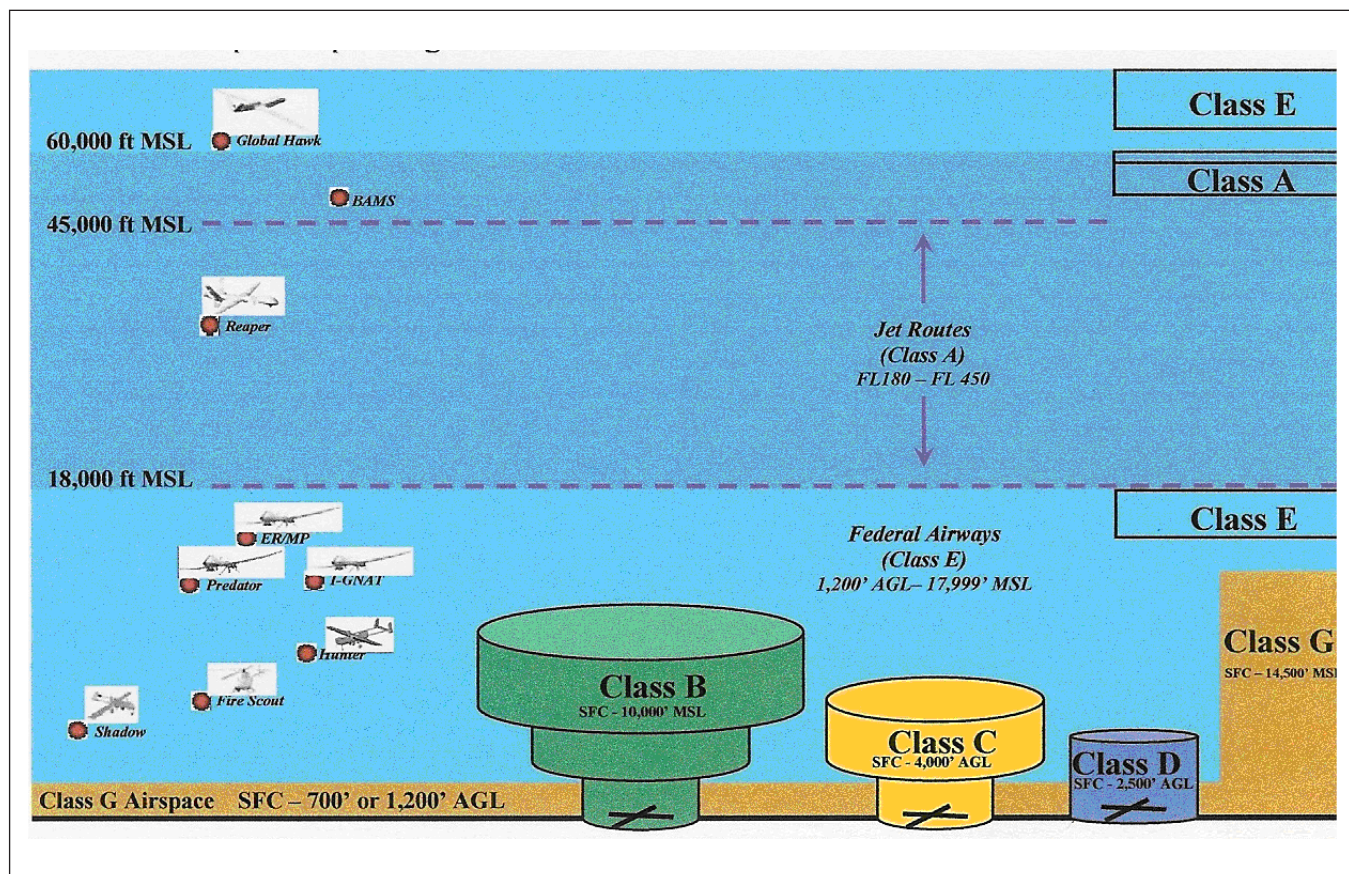 Class E
60,000 ft MSL
Global Hawk
Class A
BAMS
45,000 ft MSL
Reaper
Jet Routes
(Class A)
FL180 – FL 450
18,000 ft MSL
Class E
ER/MP
Federal Airways
(Class E)
1,200' AGL– 17,999' MSL
Predator
I-GNAT
Hunter
Class G
SFC – 14,500' MSL
Class B
SFC - 10,000' MSL
Fire Scout
Shadow
Class C
SFC - 4,000' AGL
Class D
SFC - 2,500' AGL
Class G Airspace SFC – 700' or 1,200' AGL